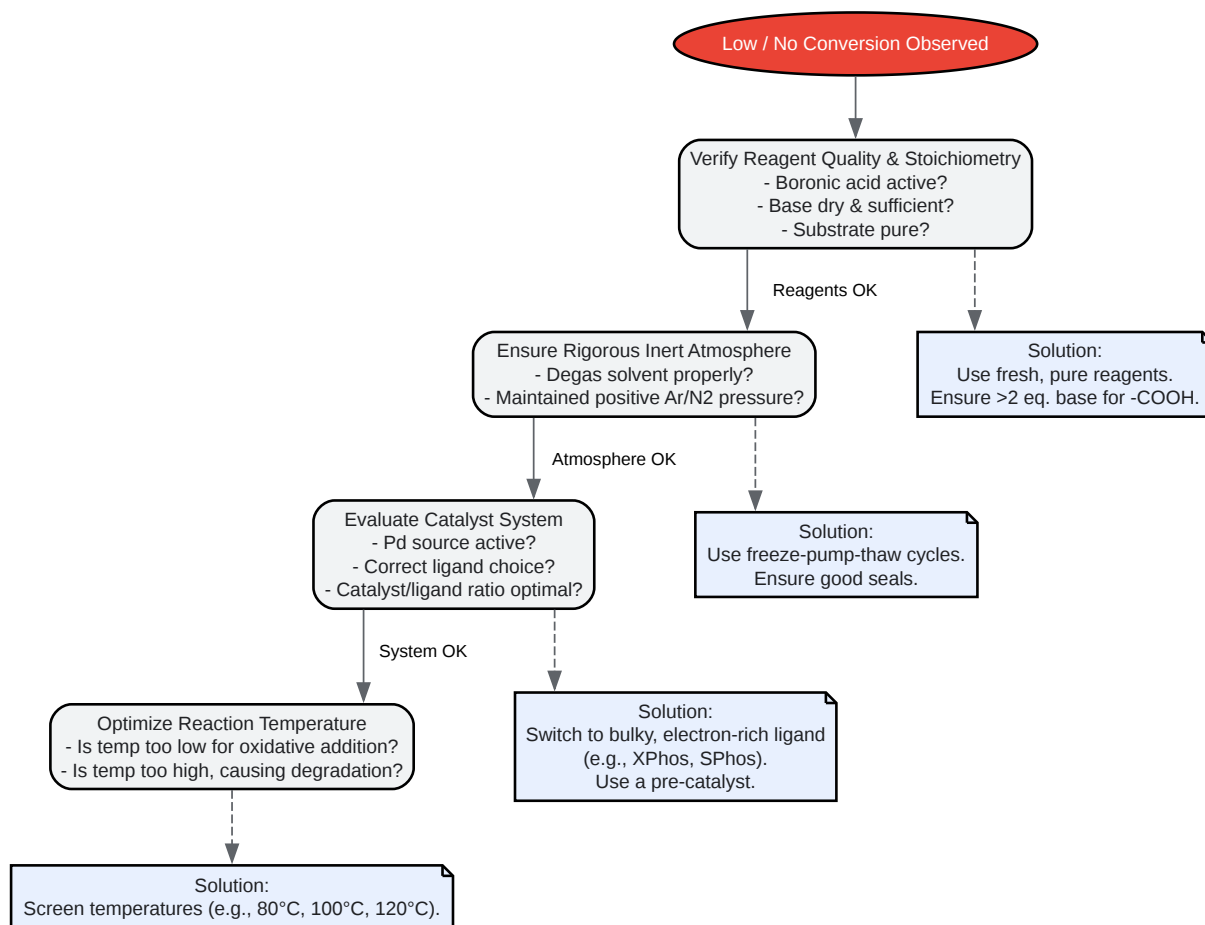 Low / No Conversion Observed
Verify Reagent Quality & Stoichiometry
- Boronic acid active?
- Base dry & sufficient?
- Substrate pure?
Reagents OK
Ensure Rigorous Inert Atmosphere
- Degas solvent properly?
- Maintained positive Ar/N2 pressure?
Solution:
Use fresh, pure reagents.
Ensure >2 eq. base for -COOH.
Atmosphere OK
Evaluate Catalyst System
- Pd source active?
- Correct ligand choice?
- Catalyst/ligand ratio optimal?
Solution:
Use freeze-pump-thaw cycles.
Ensure good seals.
System OK
Optimize Reaction Temperature
- Is temp too low for oxidative addition?
- Is temp too high, causing degradation?
Solution:
Switch to bulky, electron-rich ligand
(e.g., XPhos, SPhos).
Use a pre-catalyst.
Solution:
Screen temperatures (e.g., 80°C, 100°C, 120°C).